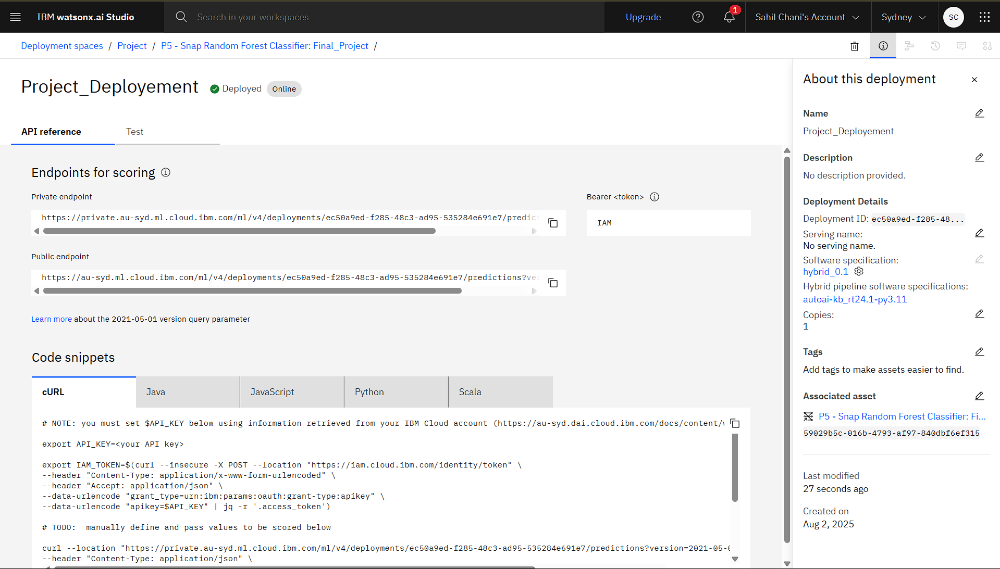 IBM watsonx.ai Studio
Search in your workspaces
Upgrade
1
Sahil Chani's Account
Sydney
SC
Deployment spaces / Project / P5 - Snap Random Forest Classifier: Final_Project /
Project_Deployement
Deployed
Online
API reference
Test
Endpoints for scoring
Private endpoint
https://private.au-syd.ml.cloud.ibm.com/ml/v4/deployments/ec50a9ed-f285-48c3-ad95-535284e691e7/predic
Bearer <token>
IAM
Public endpoint
https://au-syd.ml.cloud.ibm.com/ml/v4/deployments/ec50a9ed-f285-48c3-ad95-535284e691e7/predictions?ve
Learn more about the 2021-05-01 version query parameter
Code snippets
cURL
Java
JavaScript
Python
Scala
# NOTE: you must set $API_KEY below using information retrieved from your IBM Cloud account (https://au-syd.dai.cloud.ibm.com/docs/content/
export API_KEY=<your API key>
export IAM_TOKEN=$(curl --insecure -X POST --location "https://iam.cloud.ibm.com/identity/token" \
--header "Content-Type: application/x-www-form-urlencoded" \
--header "Accept: application/json" \
--data-urlencode "grant_type=urn:ibm:params:oauth:grant-type:apikey" \
--data-urlencode "apikey=$API_KEY" | jq -r '.access_token')
# TODO:  manually define and pass values to be scored below
curl --location "https://private.au-syd.ml.cloud.ibm.com/ml/v4/deployments/ec50a9ed-f285-48c3-ad95-535284e691e7/predictions?version=2021-05-
--header "Content-Type: application/json" \
About this deployment
Name
Project_Deployement
Description
No description provided.
Deployment Details
Deployment ID: ec50a9ed-f285-48...
Serving name:
No serving name.
Software specification:
hybrid_0.1
Hybrid pipeline software specifications:
autoai-kb_rt24.1-py3.11
Copies:
1
Tags
Add tags to make assets easier to find.
Associated asset
P5 - Snap Random Forest Classifier: Fi...
59029b5c-016b-4793-af97-840dbf6ef315
Last modified
27 seconds ago
Created on
Aug 2, 2025